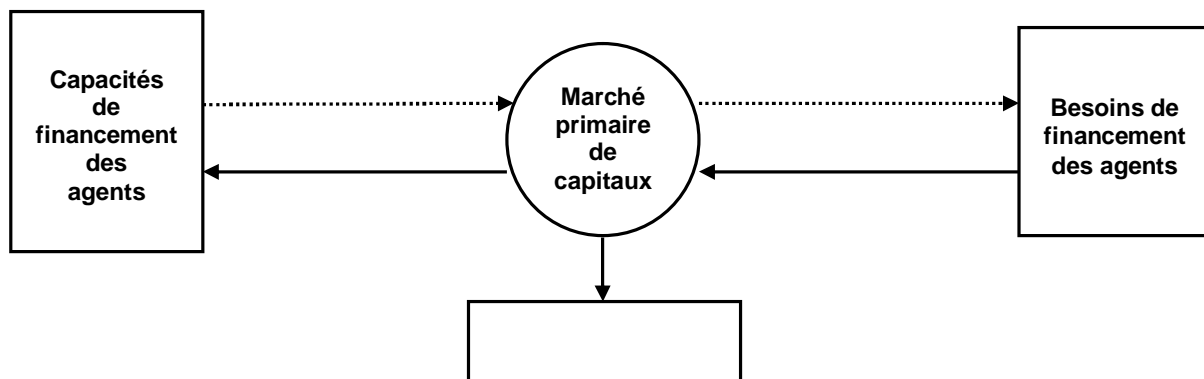 Capacités
de
financement
des
agents
Marché
primaire
de
capitaux
Besoins de
financement
des agents